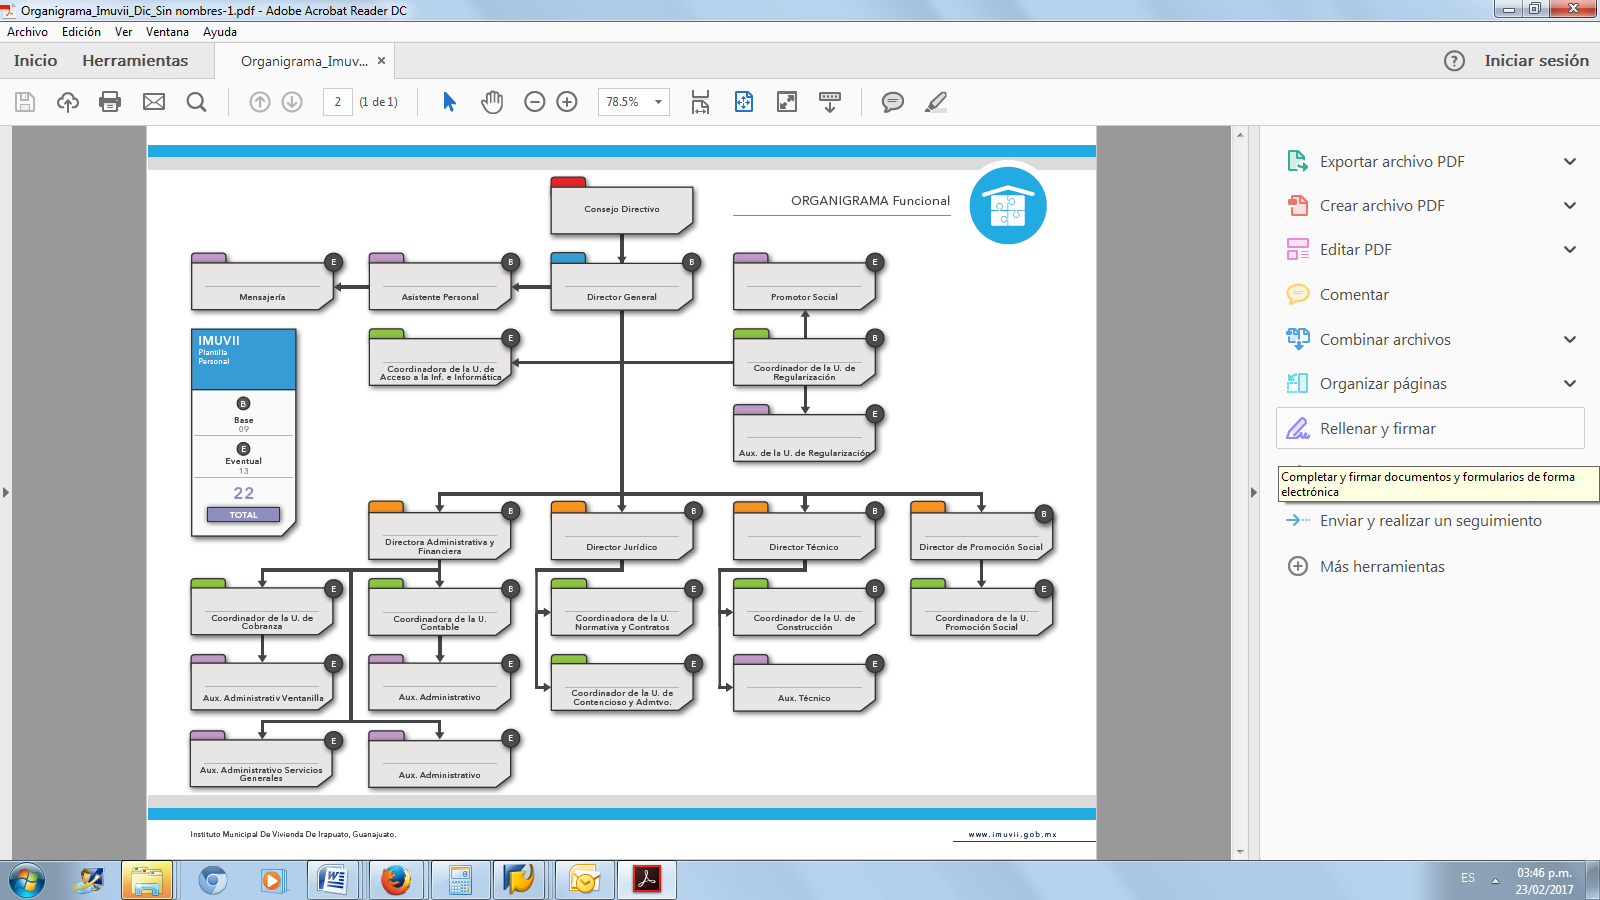 Organigrama_Imuvii_Dic_Sin nombres-1.pdf - Adobe Acrobat Reader DC
Archivo Edición Ver Ventana Ayuda
Inicio Herramientas Organigrama_Imuv... × ? Iniciar sesión
2 (1 de 1) 78.5%
ORGANIGRAMA Funcional
Consejo Directivo
E B B E
Mensajería Asistente Personal Director General Promotor Social
E B
Coordinadora de la U. de
Acceso a la Inf. e Informática
Coordinador de la U. de
Regularización
E
Aux. de la U. de Regularización
IMUVII
Plantilla
Personal
B
Base
09
E
Eventual
13
22
TOTAL
B B B B
Directora Administrativa y
Financiera
Director Jurídico
Director Técnico
Director de Promoción Social
E B E B E
Coordinador de la U. de
Cobranza
Coordinadora de la U.
Contable
Coordinadora de la U.
Normativa y Contratos
Coordinador de la U. de
Construcción
Coordinadora de la U.
Promoción Social
E E E E
Aux. Administrativ Ventanilla
Aux. Administrativo
Coordinador de la U. de
Contencioso y Admtvo.
Aux. Técnico
E E
Aux. Administrativo Servicios
Generales
Aux. Administrativo
Instituto Municipal De Vivienda De Irapuato, Guanajuato.
www.imuvii.gob.mx
Exportar archivo PDF
Crear archivo PDF
Editar PDF
Comentar
Combinar archivos
Organizar páginas
Rellenar y firmar
Completar y firmar documentos y formularios de forma
electrónica
Enviar y realizar un seguimiento
Más herramientas
ES
03:46 p.m.
23/02/2017